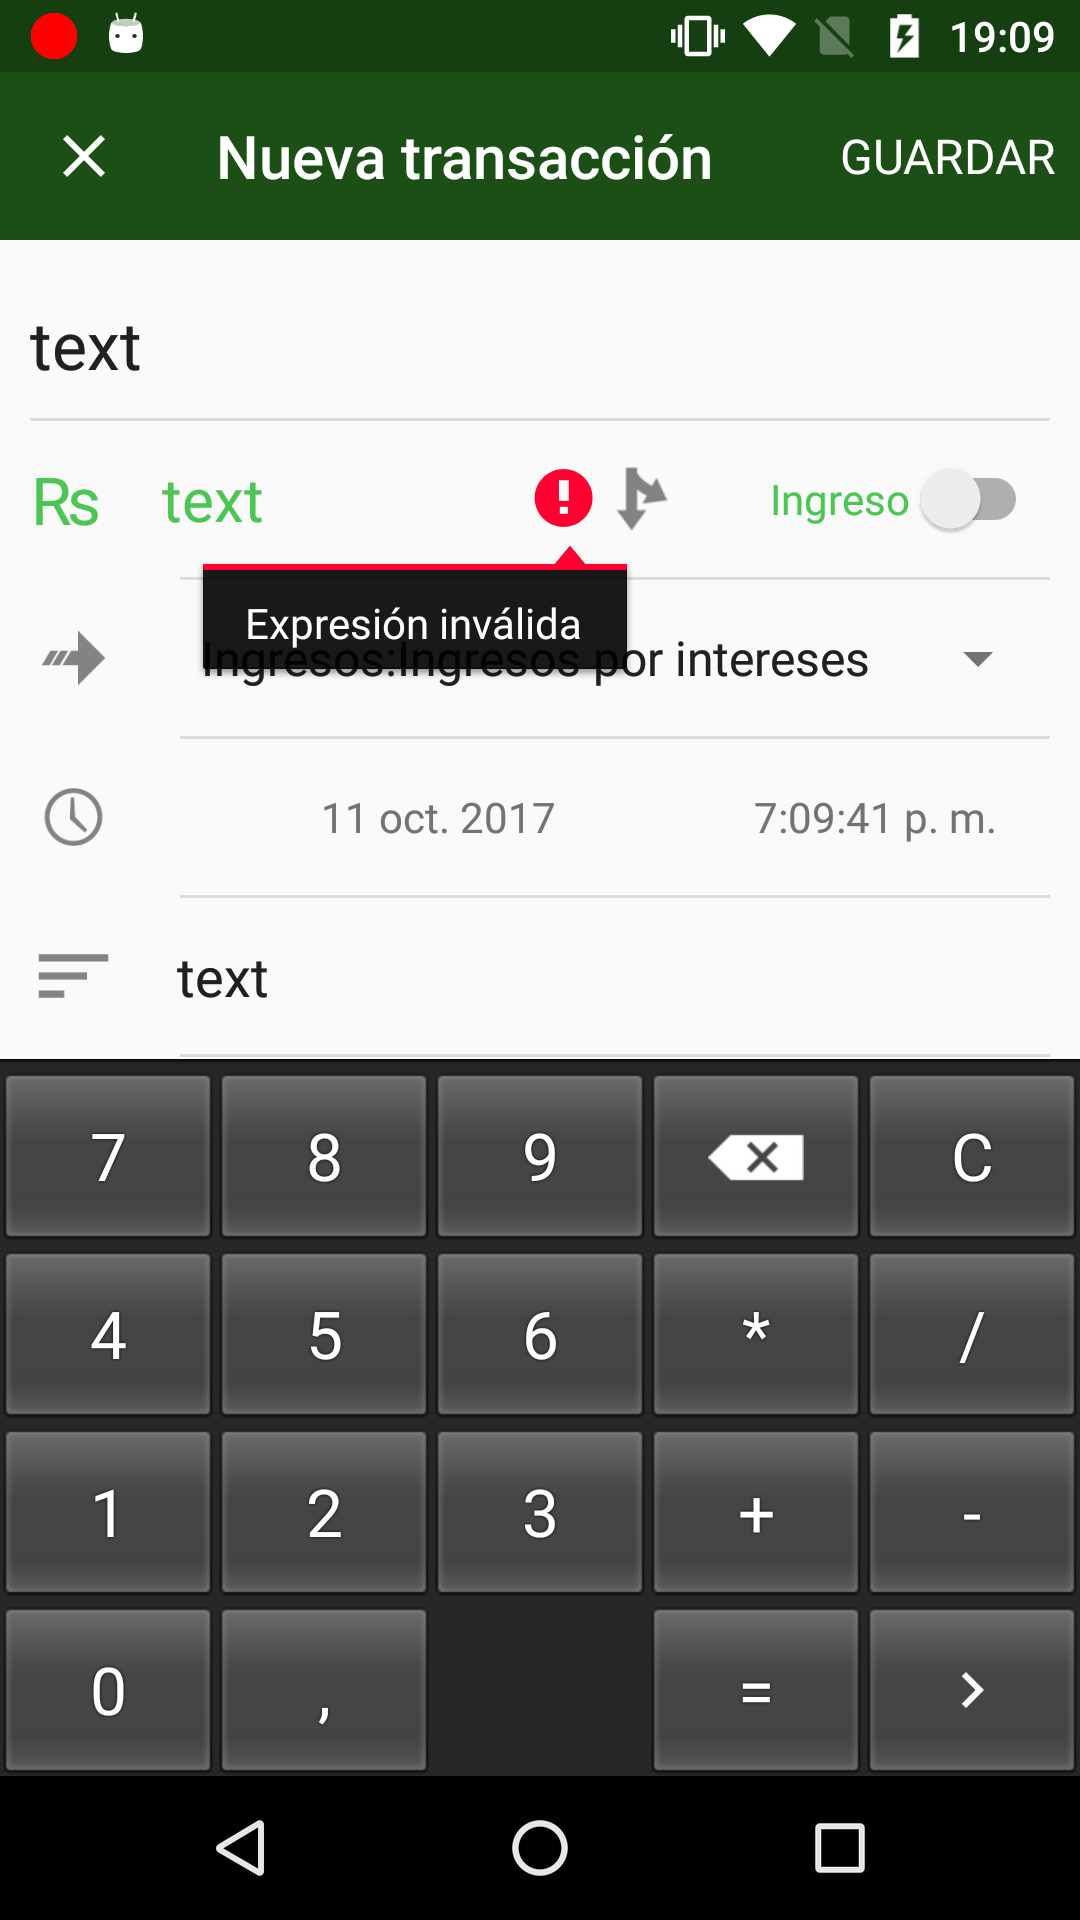 19:09
Nueva transacción GUARDAR
text
Rs text Ingreso
Expresión inválida
Ingresos:Ingresos por intereses
11 oct. 2017 7:09:41 p. m.
text
7 8 9 C
4 5 6 * /
1 2 3 + -
0 , = >